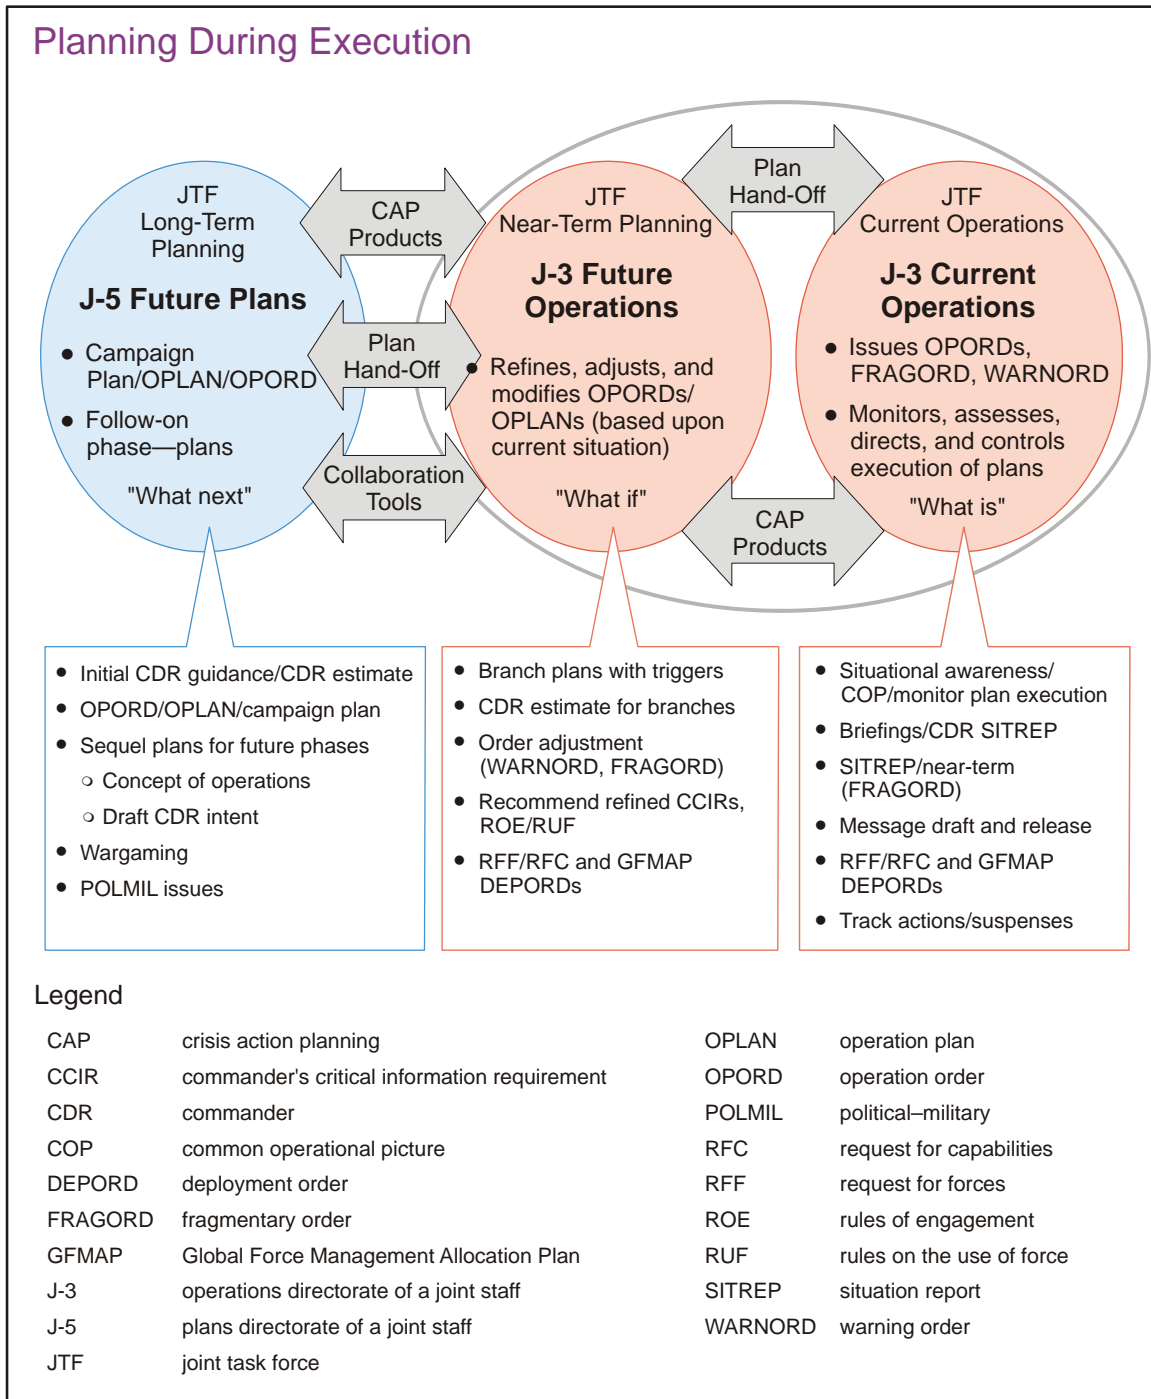 Planning During Execution
JTF
Long-Term
Planning
J-5 Future Plans
● Campaign
Plan/OPLAN/OPORD
● Follow-on
phase—plans
"What next"
CAP
Products
Plan
Hand-Off
Collaboration
Tools
JTF
Near-Term Planning
J-3 Future
Operations
● Refines, adjusts, and
modifies OPORDs/
OPLANs (based upon
current situation)
"What if"
Plan
Hand-Off
CAP
Products
JTF
Current Operations
J-3 Current
Operations
● Issues OPORDs,
FRAGORD, WARNORD
● Monitors, assesses,
directs, and controls
execution of plans
"What is"
● Initial CDR guidance/CDR estimate
● OPORD/OPLAN/campaign plan
● Sequel plans for future phases
○ Concept of operations
○ Draft CDR intent
● Wargaming
● POLMIL issues
● Branch plans with triggers
● CDR estimate for branches
● Order adjustment
(WARNORD, FRAGORD)
● Recommend refined CCIRs,
ROE/RUF
● RFF/RFC and GFMAP
DEPORDs
● Situational awareness/
COP/monitor plan execution
● Briefings/CDR SITREP
● SITREP/near-term
(FRAGORD)
● Message draft and release
● RFF/RFC and GFMAP
DEPORDs
● Track actions/suspenses
Legend
CAP crisis action planning
CCIR commander's critical information requirement
CDR commander
COP common operational picture
DEPORD deployment order
FRAGORD fragmentary order
GFMAP Global Force Management Allocation Plan
J-3 operations directorate of a joint staff
J-5 plans directorate of a joint staff
JTF joint task force
OPLAN operation plan
OPORD operation order
POLMIL political–military
RFC request for capabilities
RFF request for forces
ROE rules of engagement
RUF rules on the use of force
SITREP situation report
WARNORD warning order